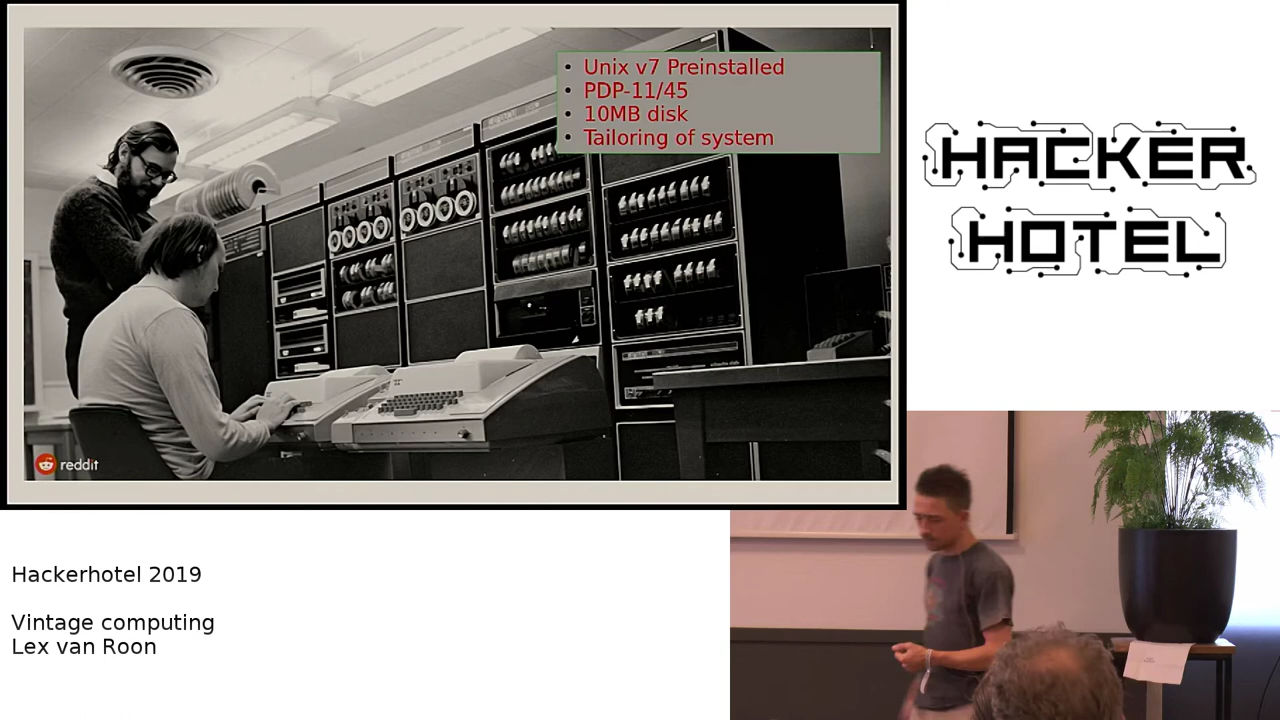 Unix v7 Preinstalled
PDP-11/45
10MB disk
Tailoring of system
reddit
HACKER
HOTEL
Hackerhotel 2019
Vintage computing
Lex van Roon